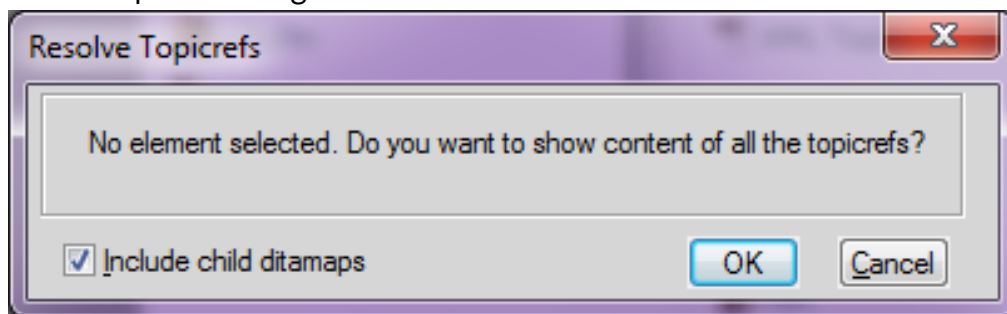 Resolve Topicrefs
No element selected. Do you want to show content of all the topicrefs?
Include child ditamaps
OK
Cancel